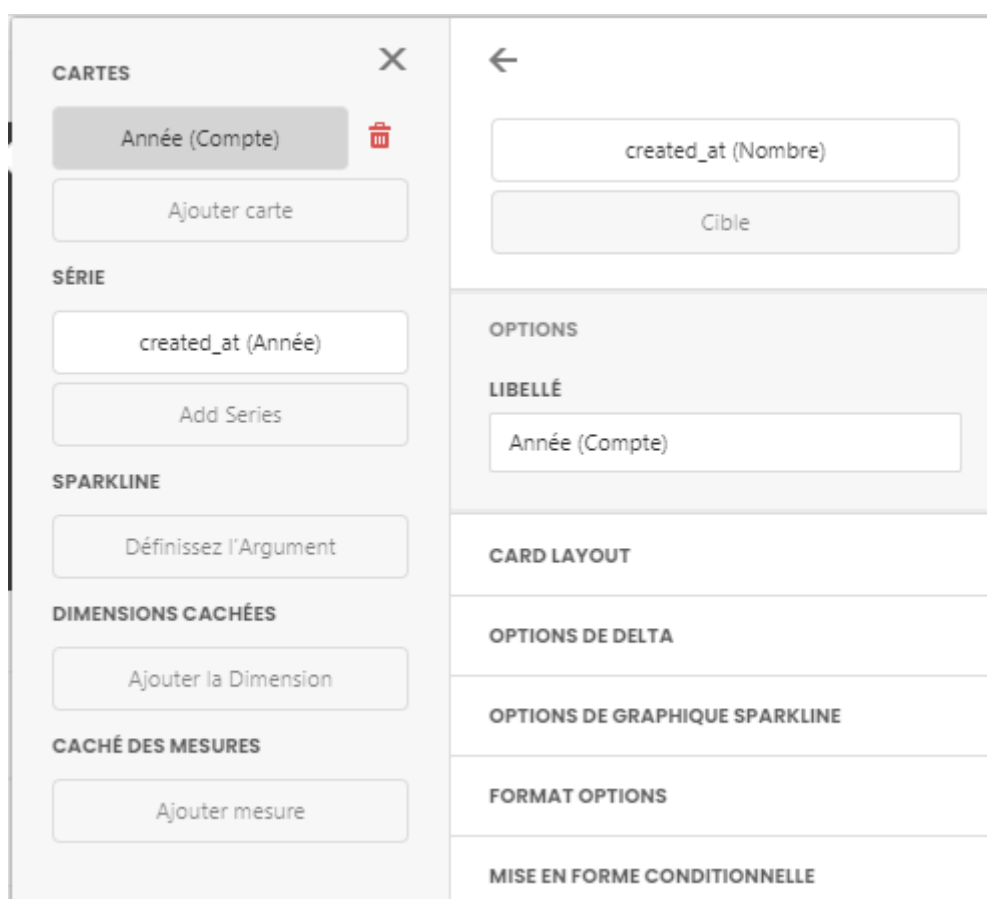 CARTES
Année (Compte)
Ajouter carte
SÉRIE
created_at (Année)
Add Series
SPARKLINE
Définissez l'Argument
DIMENSIONS CACHÉES
Ajouter la Dimension
CACHÉ DES MESURES
Ajouter mesure
created_at (Nombre)
Cible
OPTIONS
LIBELLÉ
Année (Compte)
CARD LAYOUT
OPTIONS DE DELTA
OPTIONS DE GRAPHIQUE SPARKLINE
FORMAT OPTIONS
MISE EN FORME CONDITIONNELLE